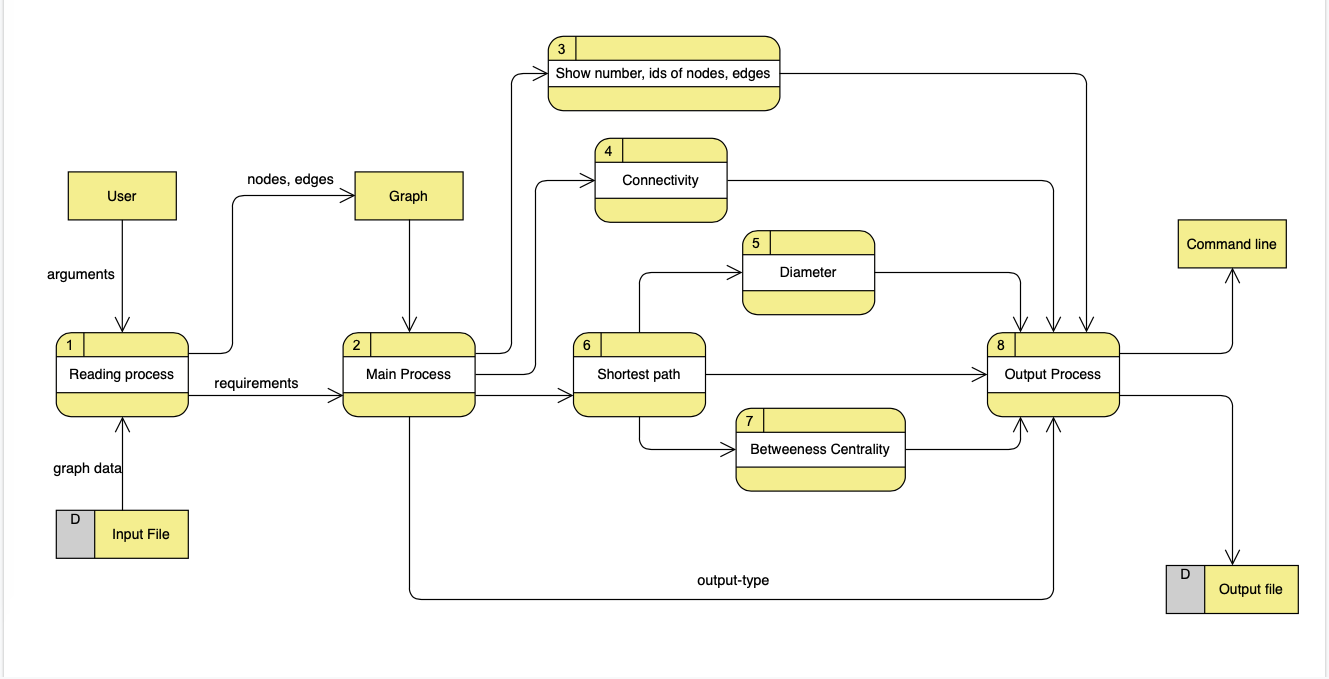 3
Show number, ids of nodes, edges
4
Connectivity
User
nodes, edges
Graph
5
Diameter
Command line
arguments
1
Reading process
requirements
2
Main Process
6
Shortest path
8
Output Process
7
Betweeness Centrality
graph data
D
Input File
output-type
D
Output file